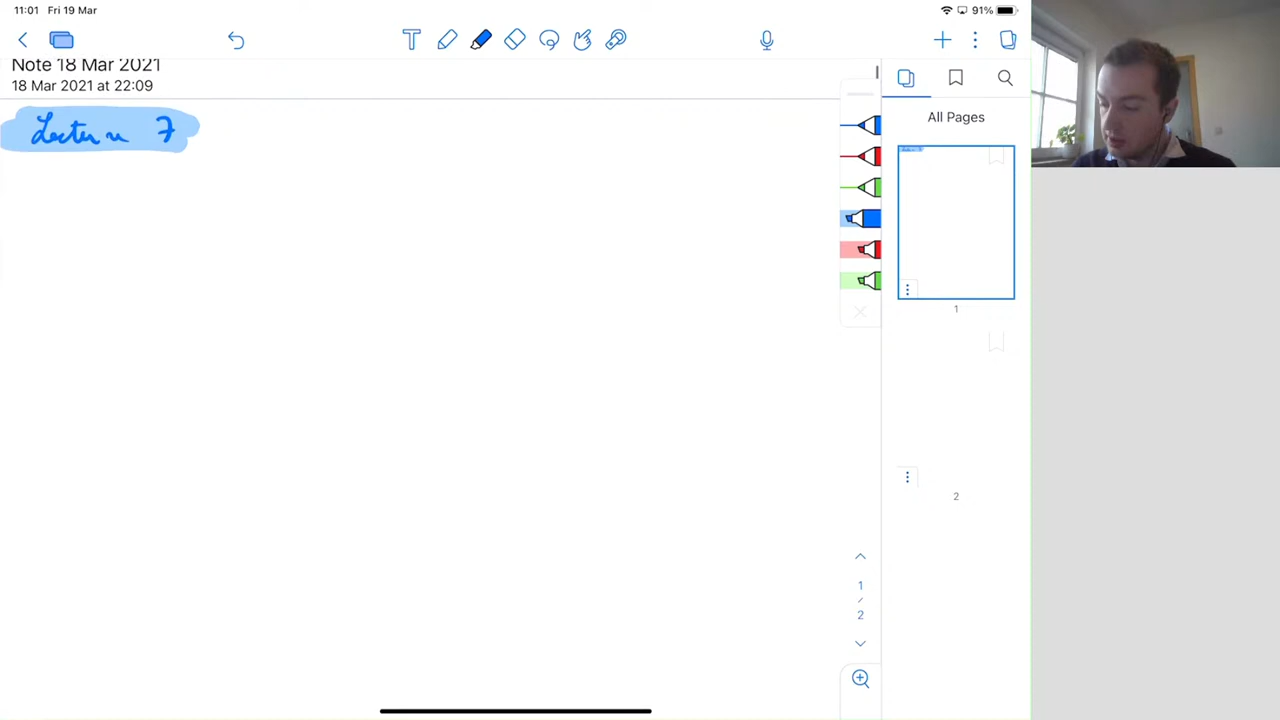 11:01 Fri 19 Mar
91%
T
Note 18 Mar 2021
18 Mar 2021 at 22:09
Lecture 7
All Pages
1
2
1
/
2